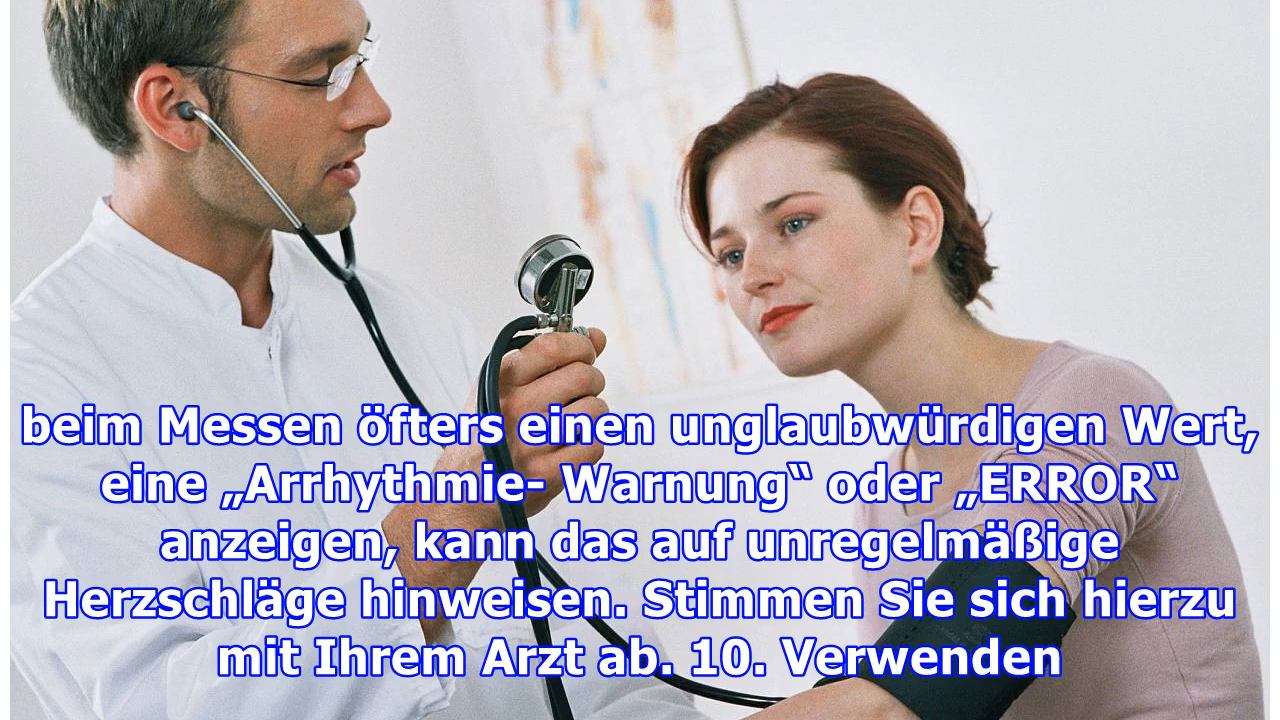 beim Messen öfters einen unglaubwürdigen Wert,
eine „Arrhythmie- Warnung“ oder „ERROR“
anzeigen, kann das auf unregelmäßige
Herzschläge hinweisen. Stimmen Sie sich hierzu
mit Ihrem Arzt ab. 10. Verwenden